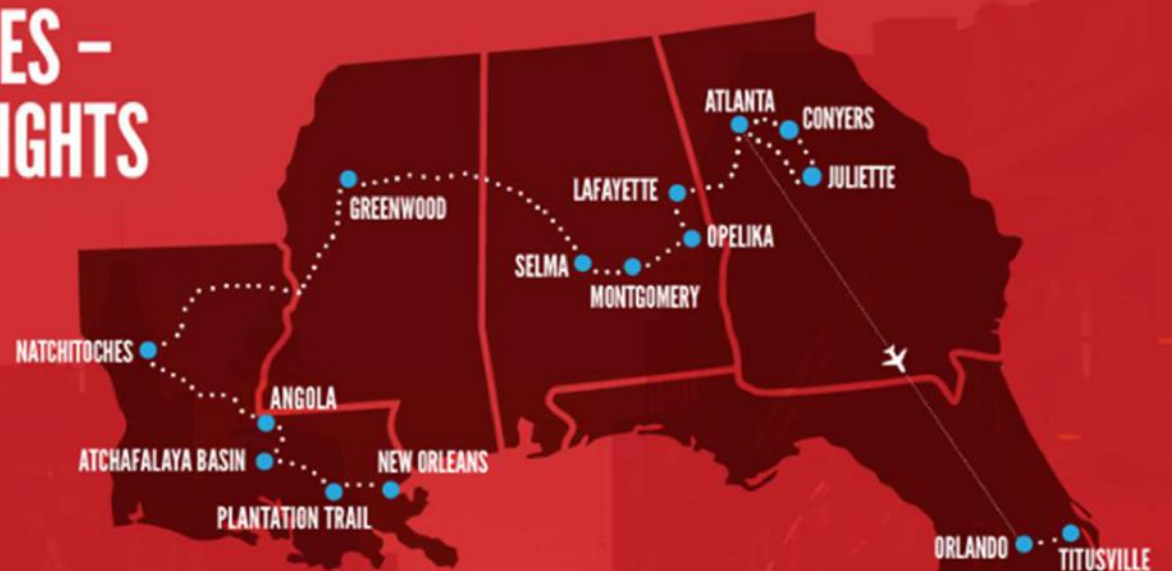 ES –
IGHTS
ATLANTA
CONYERS
JULIETTE
LAFAYETTE
GREENWOOD
OPELIKA
SELMA
MONTGOMERY
NATCHITOCHES
ANGOLA
ATCHAFALAYA BASIN
NEW ORLEANS
PLANTATION TRAIL
ORLANDO
TITUSVILLE